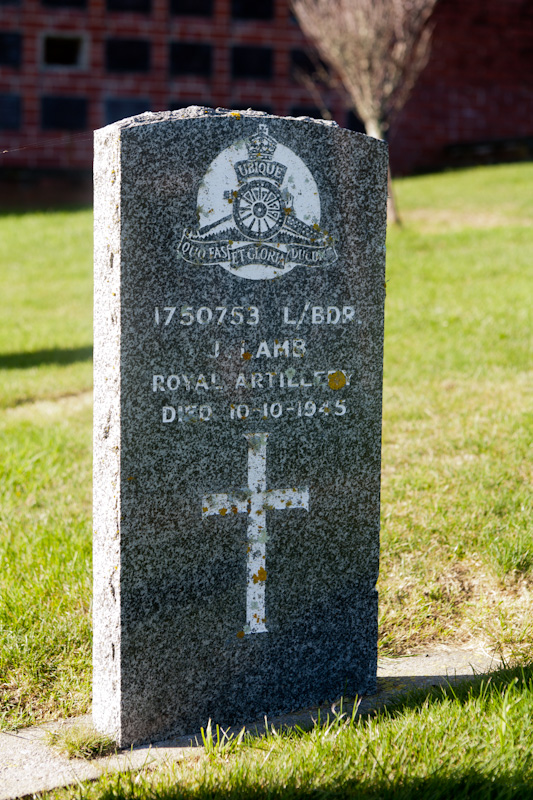 UBIQUE
QUO FAS ET GLORIA DUCUNT
1750753 L/BDR.
J. LAMB
ROYAL ARTILLERY
DIED 10-10-1945